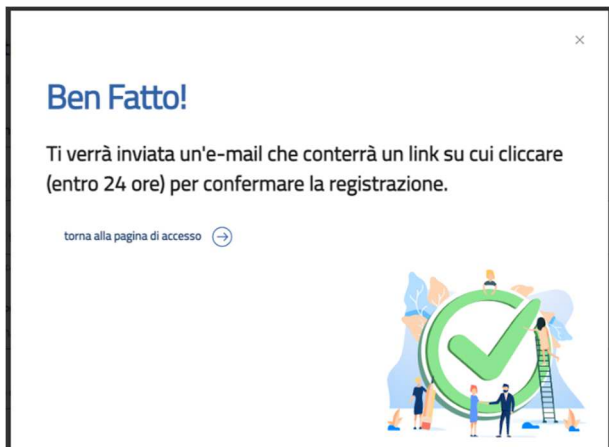 Ben Fatto!
Ti verrà inviata un'e-mail che conterrà un link su cui cliccare
(entro 24 ore) per confermare la registrazione.
torna alla pagina di accesso